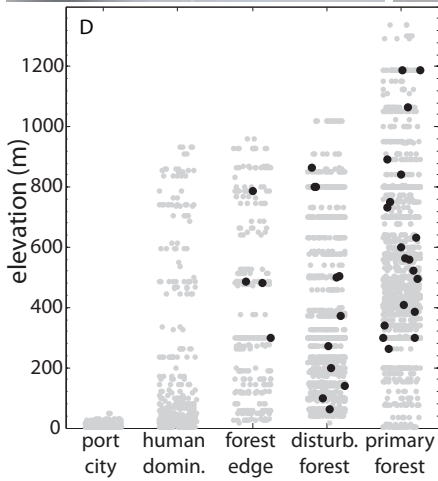 D
elevation (m)
1200
1000
800
600
400
200
0
port human forest disturb. primary
city domin. edge forest forest